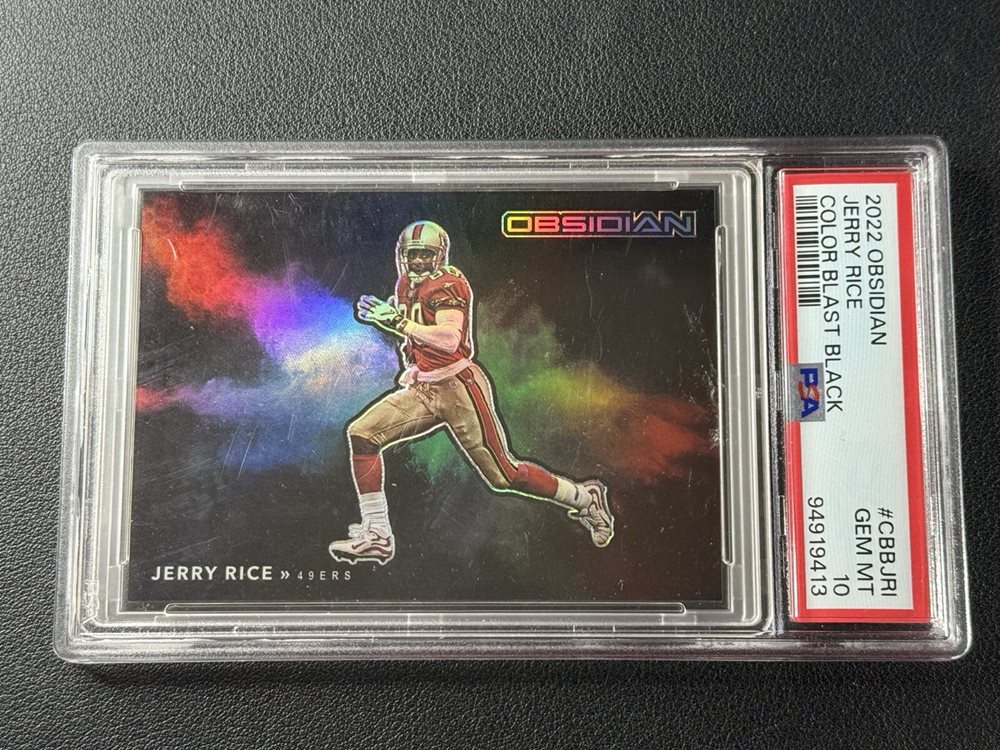 OBSIDIAN
JERRY RICE » 49ERS
2022 OBSIDIAN #CBBJRI
JERRY RICE GEM MT
COLOR BLAST BLACK 10
PSA 94919413